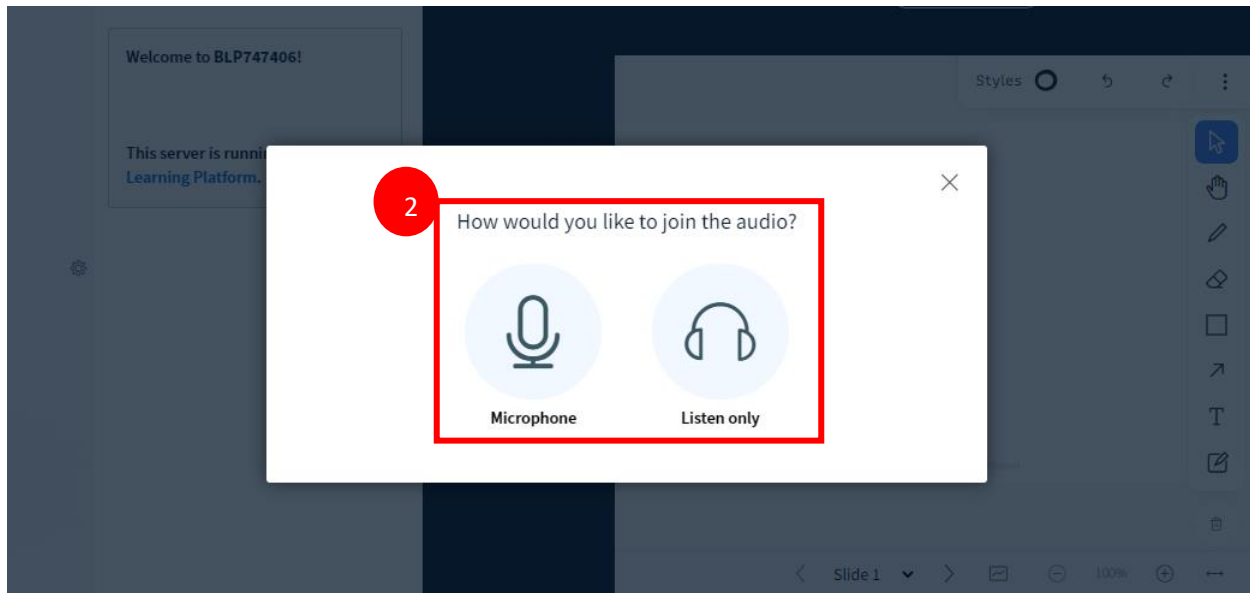 Welcome to BLP747406!
Styles
This server is runni
Learning Platform.
2
How would you like to join the audio?
Microphone
Listen only
T
Slide 1
100%